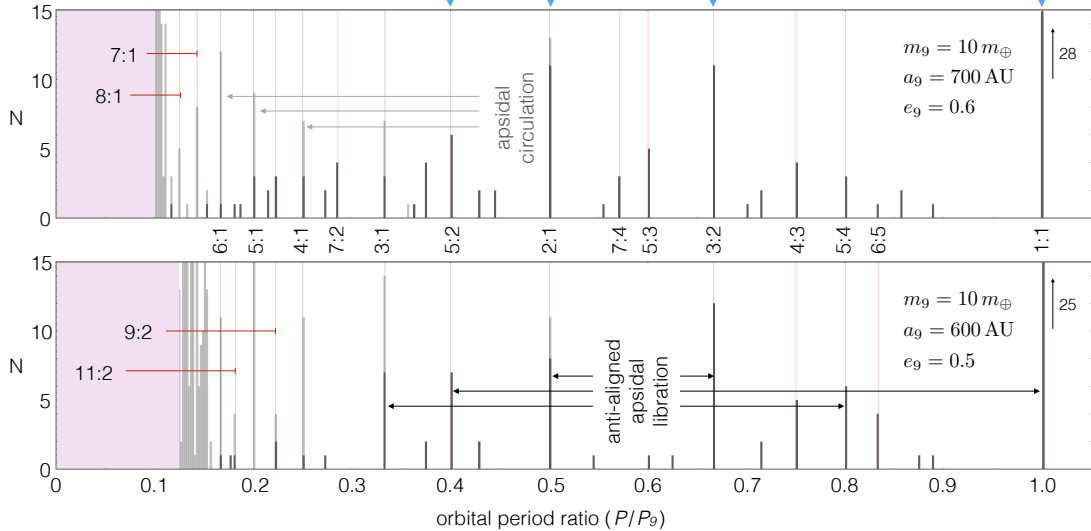 15
10
5
0
N
7:1
8:1
apsidal
circulation
m₉ = 10 m⊕
a₉ = 700 AU
e₉ = 0.6
28
6:1
5:1
4:1
7:2
3:1
5:2
2:1
7:4
5:3
3:2
4:3
5:4
6:5
1:1
15
10
5
0
N
9:2
11:2
anti-aligned
apsidal
libration
m₉ = 10 m⊕
a₉ = 600 AU
e₉ = 0.5
25
0 0.1 0.2 0.3 0.4 0.5 0.6 0.7 0.8 0.9 1.0
orbital period ratio (P/P₉)